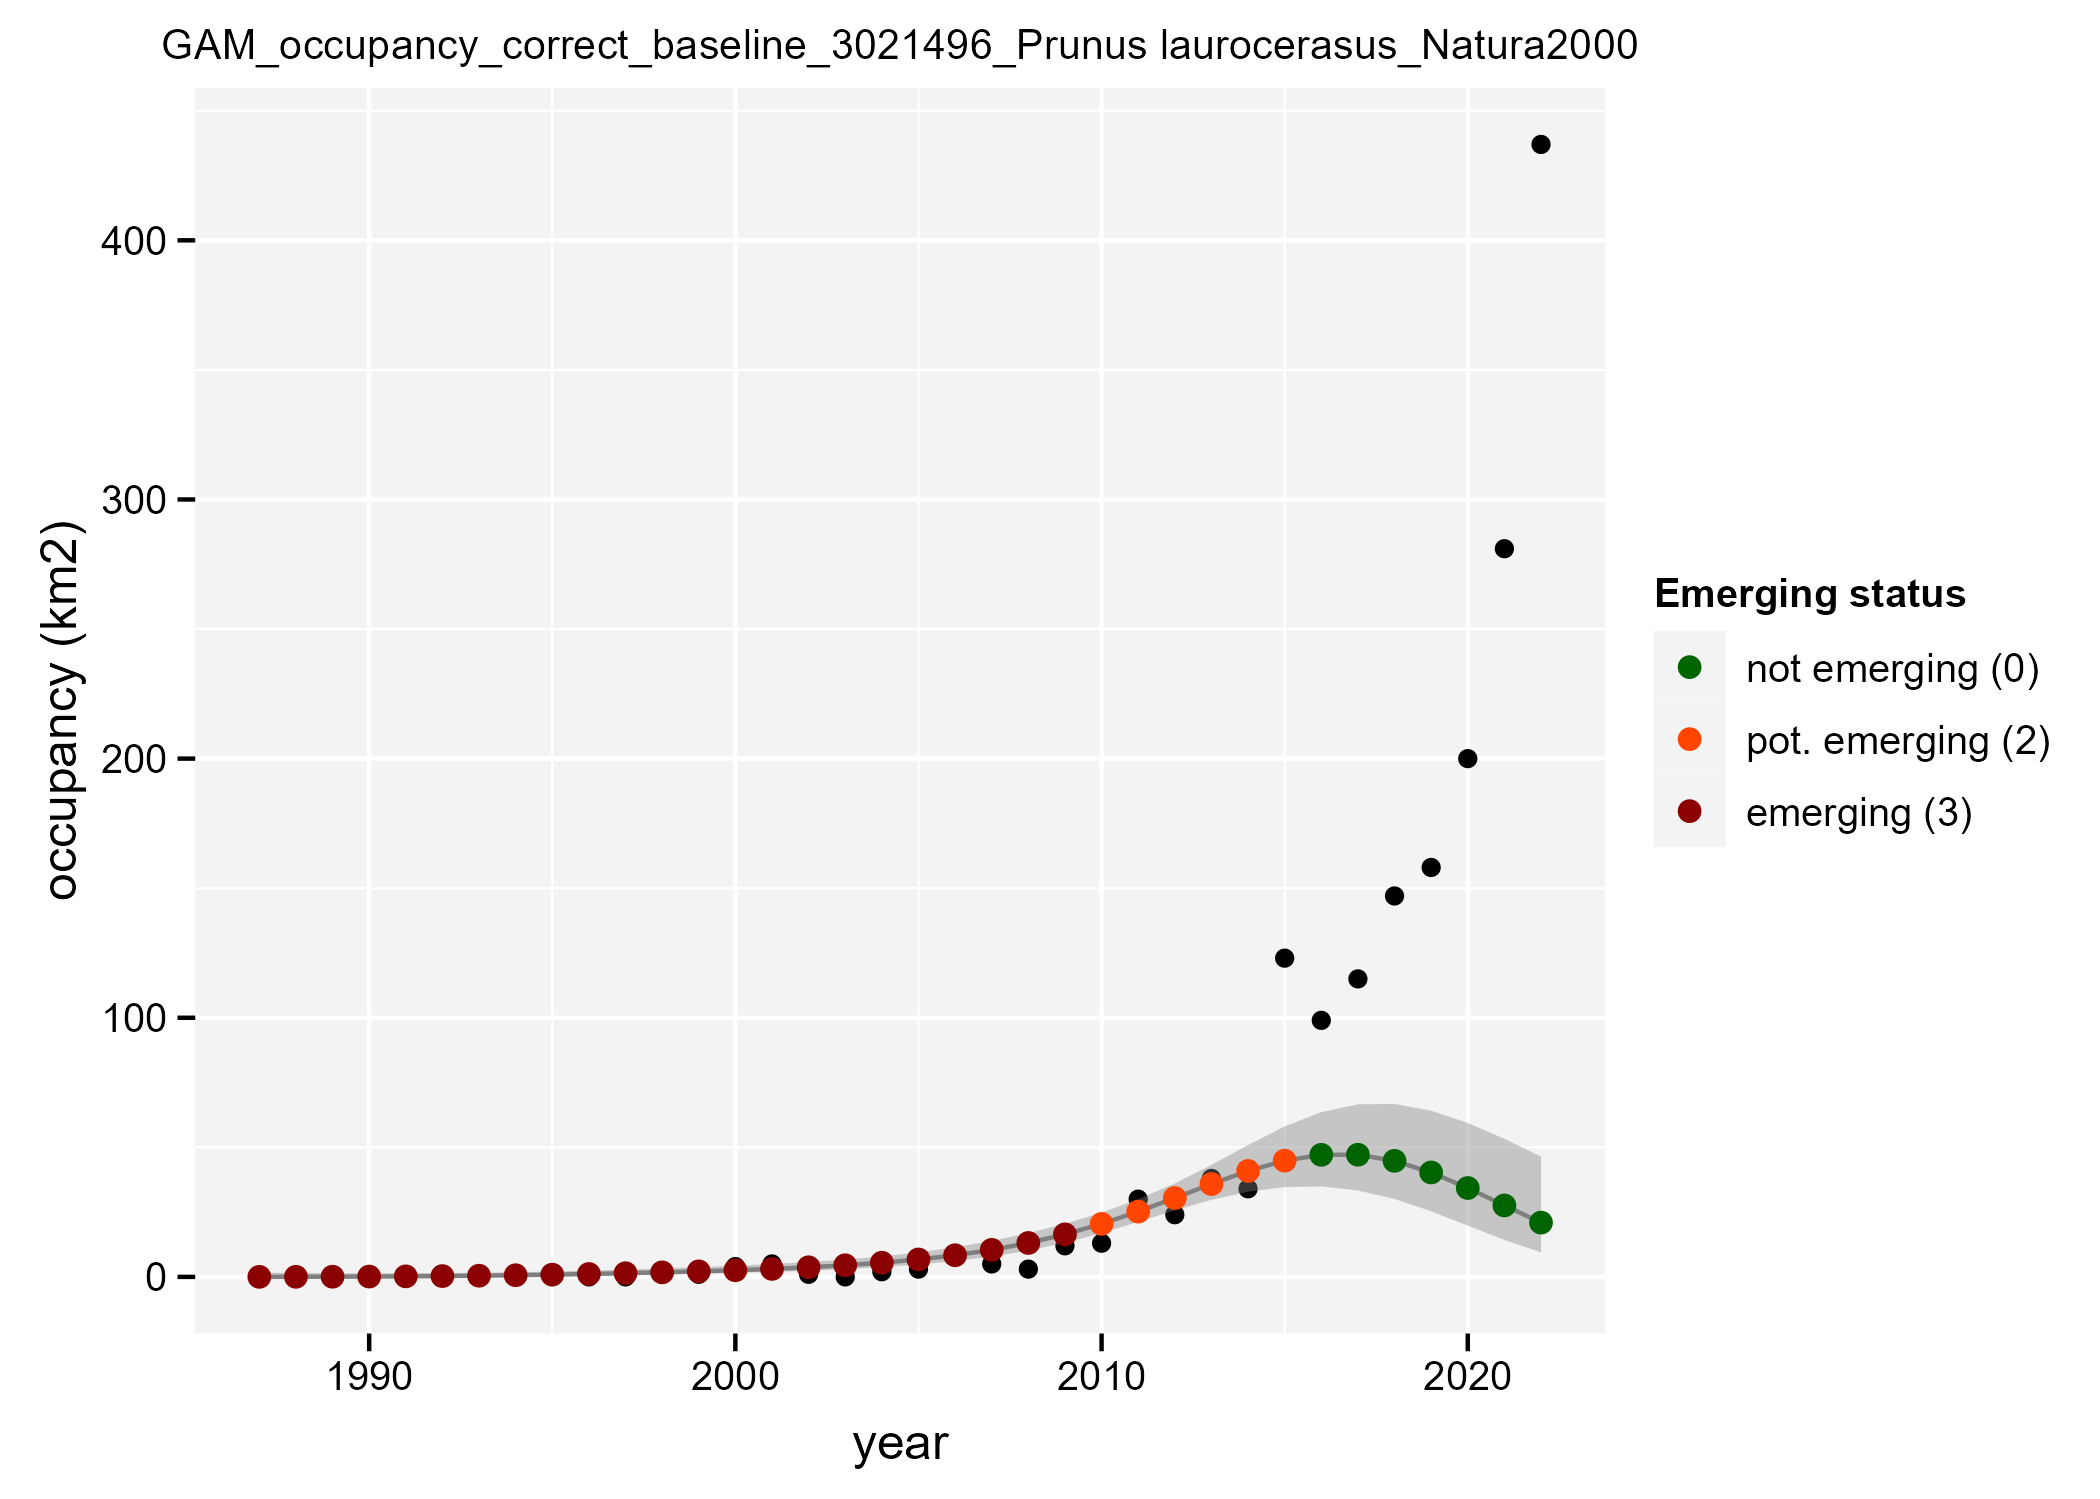 GAM_occupancy_correct_baseline_3021496_Prunus laurocerasus_Natura2000
occupancy (km2)
400
300
200
100
0
1990
2000
2010
2020
year
Emerging status
not emerging (0)
pot. emerging (2)
emerging (3)